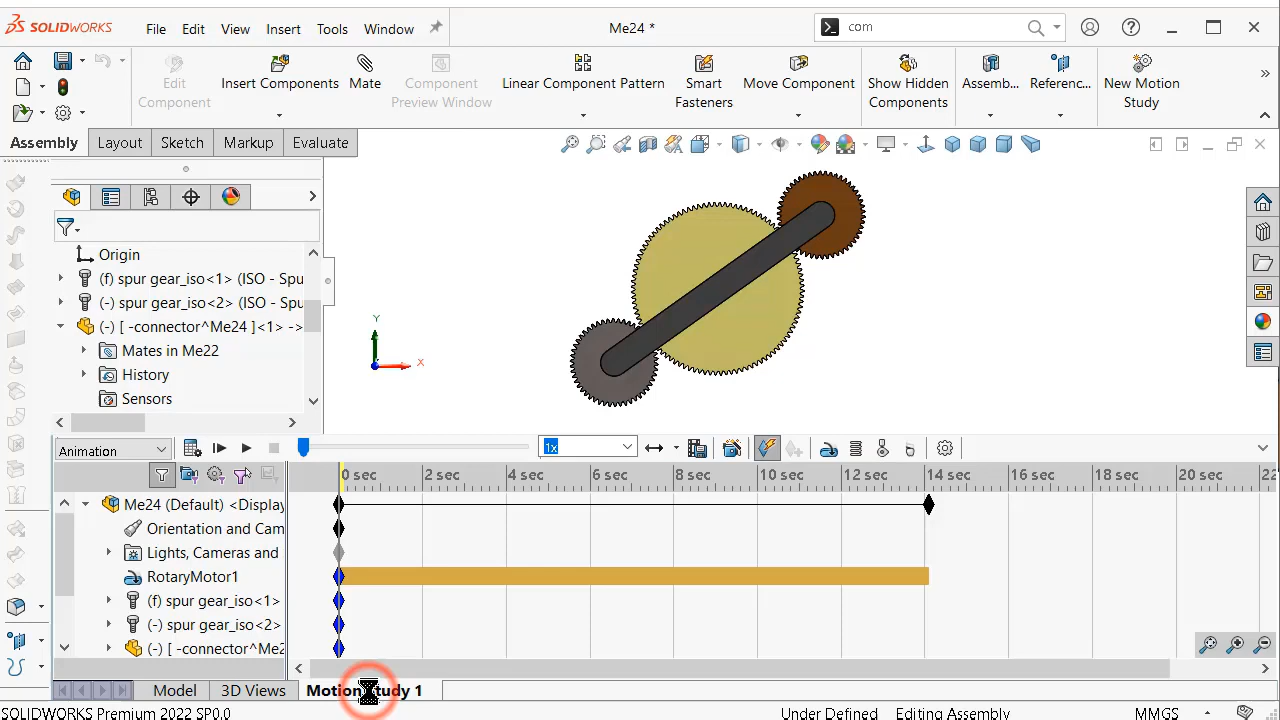 SOLIDWORKS File Edit View Insert Tools Window Me24 * com
Edit Component
Insert Components
Mate
Component Preview Window
Linear Component Pattern
Smart Fasteners
Move Component
Show Hidden Components
Assemb...
Referenc...
New Motion Study
Assembly Layout Sketch Markup Evaluate
Origin
(f) spur gear_iso<1> (ISO - Spu
(-) spur gear_iso<2> (ISO - Spu
(-) [ -connector^Me24 ]<1> ->
Mates in Me22
History
Sensors
Y
X
Animation 1x
0 sec 2 sec 4 sec 6 sec 8 sec 10 sec 12 sec 14 sec 16 sec 18 sec 20 sec 22
Me24 (Default) <Display
Orientation and Cam
Lights, Cameras and
RotaryMotor1
(f) spur gear_iso<1>
(-) spur gear_iso<2>
(-) [ -connector^Me2
Model 3D Views Motion Study 1
SOLIDWORKS Premium 2022 SP0.0 Under Defined Editing Assembly MMGS